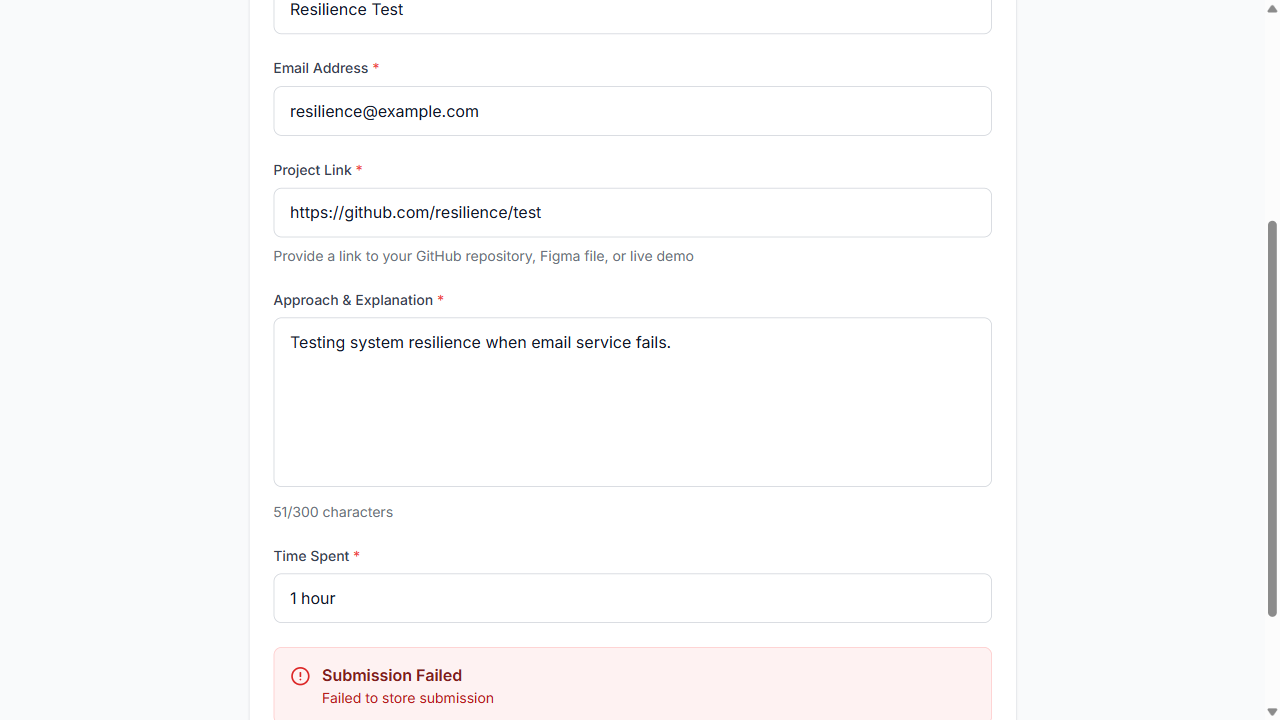 Resilience Test
Email Address *
resilience@example.com
Project Link *
https://github.com/resilience/test
Provide a link to your GitHub repository, Figma file, or live demo
Approach & Explanation *
Testing system resilience when email service fails.
51/300 characters
Time Spent *
1 hour
Submission Failed
Failed to store submission